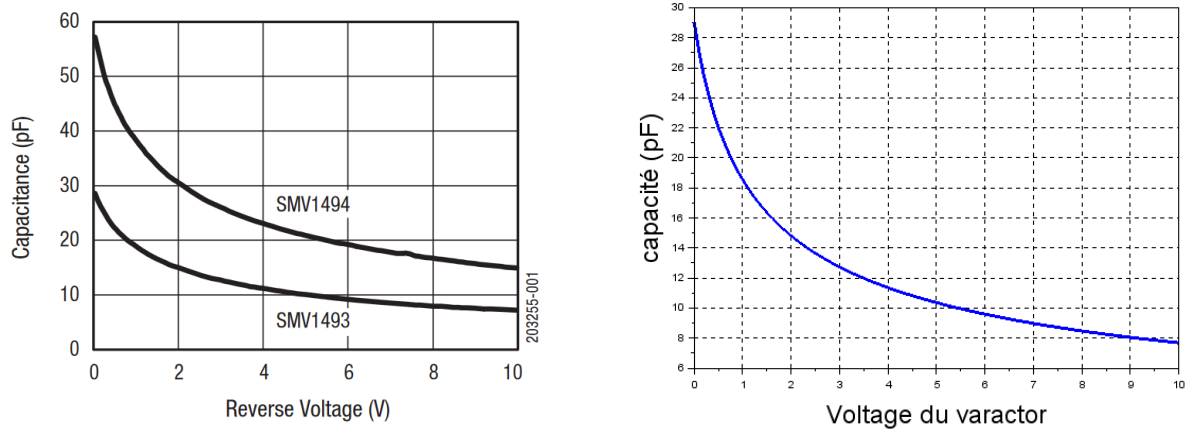 60
50
40
30
20
10
0
Capacitance (pF)
SMV1494
SMV1493
203255-001
0 2 4 6 8 10
Reverse Voltage (V)
30
28
26
24
22
20
18
16
14
12
10
8
6
capacité (pF)
0 1 2 3 4 5 6 7 8 9 10
Voltage du varactor